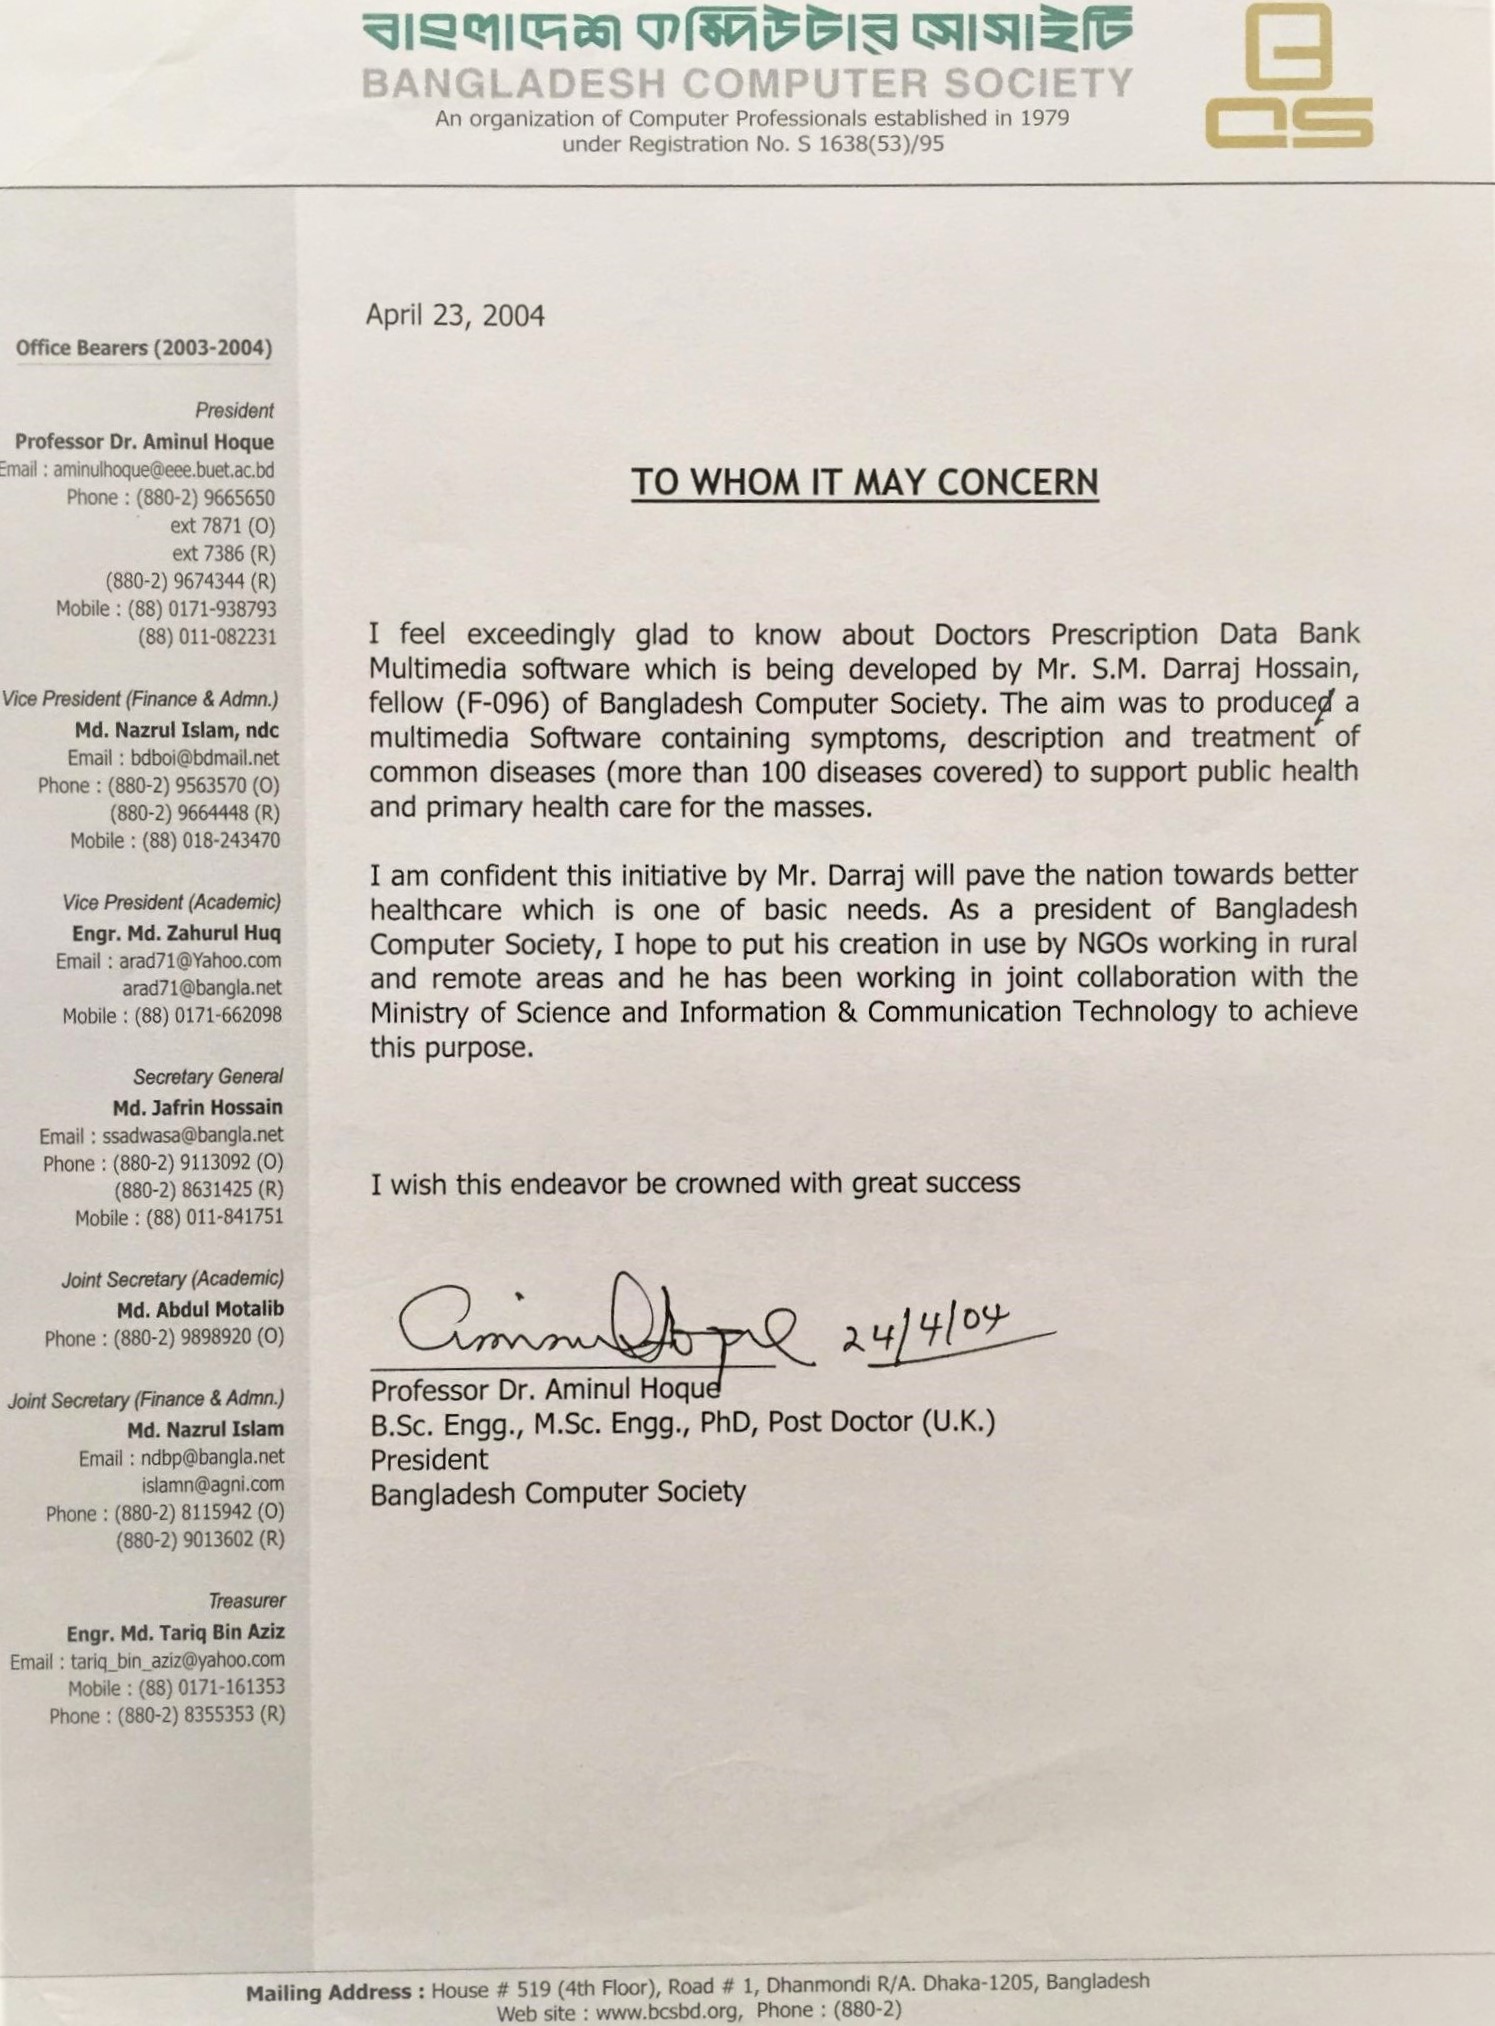 বাংলাদেশ কম্পিউটার সোসাইটি
BANGLADESH COMPUTER SOCIETY
An organization of Computer Professionals established in 1979
under Registration No. S 1638(53)/95
BCS
Office Bearers (2003-2004)
President
Professor Dr. Aminul Hoque
Email : aminulhoque@eee.buet.ac.bd
Phone : (880-2) 9665650
ext 7871 (O)
ext 7386 (R)
(880-2) 9674344 (R)
Mobile : (88) 0171-938793
(88) 011-082231
Vice President (Finance & Admn.)
Md. Nazrul Islam, ndc
Email : bdboi@bdmail.net
Phone : (880-2) 9563570 (O)
(880-2) 9664448 (R)
Mobile : (88) 018-243470
Vice President (Academic)
Engr. Md. Zahurul Huq
Email : arad71@Yahoo.com
arad71@bangla.net
Mobile : (88) 0171-662098
Secretary General
Md. Jafrin Hossain
Email : ssadwasa@bangla.net
Phone : (880-2) 9113092 (O)
(880-2) 8631425 (R)
Mobile : (88) 011-841751
Joint Secretary (Academic)
Md. Abdul Motalib
Phone : (880-2) 9898920 (O)
Joint Secretary (Finance & Admn.)
Md. Nazrul Islam
Email : ndbp@bangla.net
islamn@agni.com
Phone : (880-2) 8115942 (O)
(880-2) 9013602 (R)
Treasurer
Engr. Md. Tariq Bin Aziz
Email : tariq_bin_aziz@yahoo.com
Mobile : (88) 0171-161353
Phone : (880-2) 8355353 (R)
April 23, 2004
TO WHOM IT MAY CONCERN
I feel exceedingly glad to know about Doctors Prescription Data Bank
Multimedia software which is being developed by Mr. S.M. Darraj Hossain,
fellow (F-096) of Bangladesh Computer Society. The aim was to produced a
multimedia Software containing symptoms, description and treatment of
common diseases (more than 100 diseases covered) to support public health
and primary health care for the masses.
I am confident this initiative by Mr. Darraj will pave the nation towards better
healthcare which is one of basic needs. As a president of Bangladesh
Computer Society, I hope to put his creation in use by NGOs working in rural
and remote areas and he has been working in joint collaboration with the
Ministry of Science and Information & Communication Technology to achieve
this purpose.
I wish this endeavor be crowned with great success
Aminul Hoque 24/4/04
Professor Dr. Aminul Hoque
B.Sc. Engg., M.Sc. Engg., PhD, Post Doctor (U.K.)
President
Bangladesh Computer Society
Mailing Address : House # 519 (4th Floor), Road # 1, Dhanmondi R/A. Dhaka-1205, Bangladesh
Web site : www.bcsbd.org, Phone : (880-2)